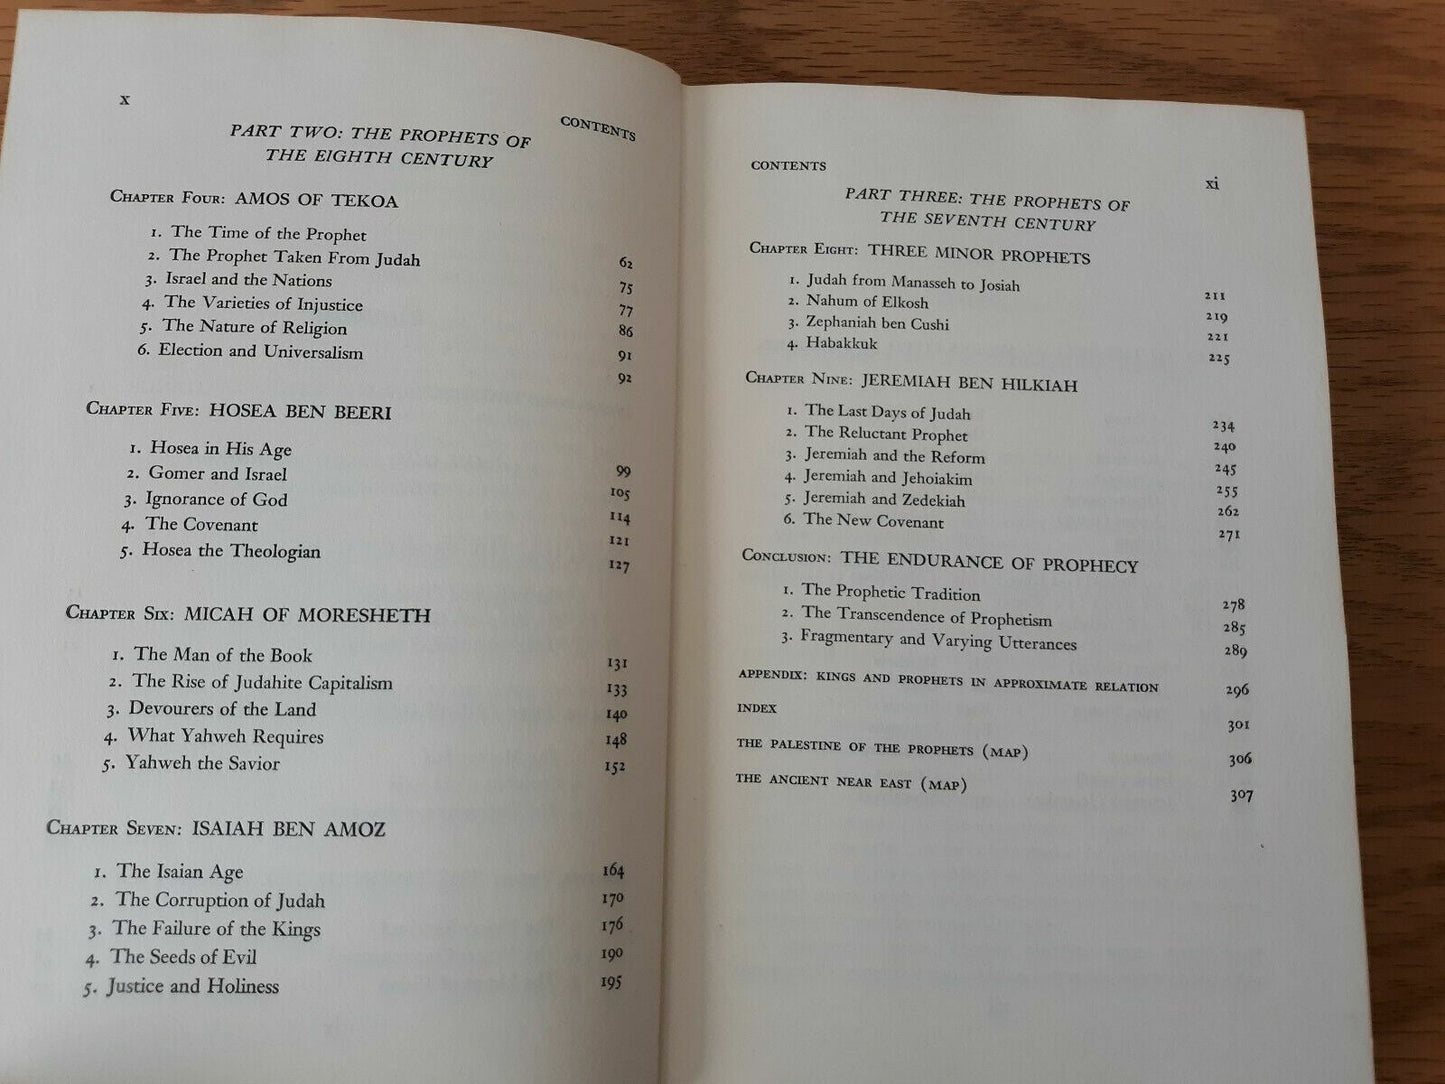 x
CONTENTS
PART TWO: THE PROPHETS OF
THE EIGHTH CENTURY
CHAPTER FOUR: AMOS OF TEKOA
1. The Time of the Prophet 62
2. The Prophet Taken From Judah 75
3. Israel and the Nations 77
4. The Varieties of Injustice 86
5. The Nature of Religion 91
6. Election and Universalism 92
CHAPTER FIVE: HOSEA BEN BEERI
1. Hosea in His Age 99
2. Gomer and Israel 105
3. Ignorance of God 114
4. The Covenant 121
5. Hosea the Theologian 127
CHAPTER SIX: MICAH OF MORESHETH
1. The Man of the Book 131
2. The Rise of Judahite Capitalism 133
3. Devourers of the Land 140
4. What Yahweh Requires 148
5. Yahweh the Savior 152
CHAPTER SEVEN: ISAIAH BEN AMOZ
1. The Isaian Age 164
2. The Corruption of Judah 170
3. The Failure of the Kings 176
4. The Seeds of Evil 190
5. Justice and Holiness 195
CONTENTS
xi
PART THREE: THE PROPHETS OF
THE SEVENTH CENTURY
CHAPTER EIGHT: THREE MINOR PROPHETS
1. Judah from Manasseh to Josiah 211
2. Nahum of Elkosh 219
3. Zephaniah ben Cushi 221
4. Habakkuk 225
CHAPTER NINE: JEREMIAH BEN HILKIAH
1. The Last Days of Judah 234
2. The Reluctant Prophet 240
3. Jeremiah and the Reform 245
4. Jeremiah and Jehoiakim 255
5. Jeremiah and Zedekiah 262
6. The New Covenant 271
CONCLUSION: THE ENDURANCE OF PROPHECY
1. The Prophetic Tradition 278
2. The Transcendence of Prophetism 285
3. Fragmentary and Varying Utterances 289
APPENDIX: KINGS AND PROPHETS IN APPROXIMATE RELATION 296
INDEX 301
THE PALESTINE OF THE PROPHETS (MAP) 306
THE ANCIENT NEAR EAST (MAP) 307